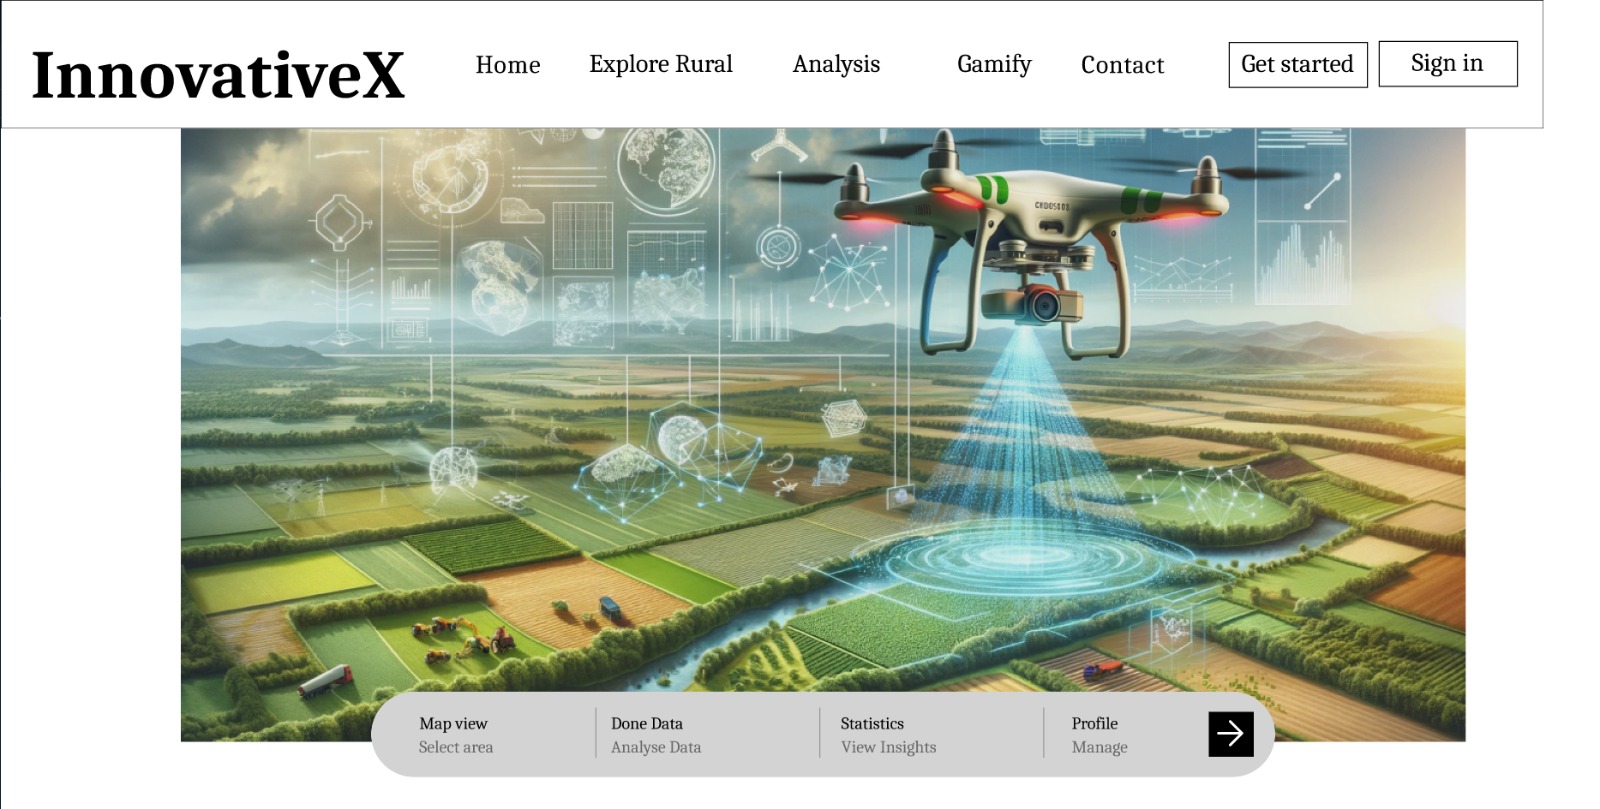 InnovativeX
Home
Explore Rural
Analysis
Gamify
Contact
Get started
Sign in
Map view
Select area
Done Data
Analyse Data
Statistics
View Insights
Profile
Manage